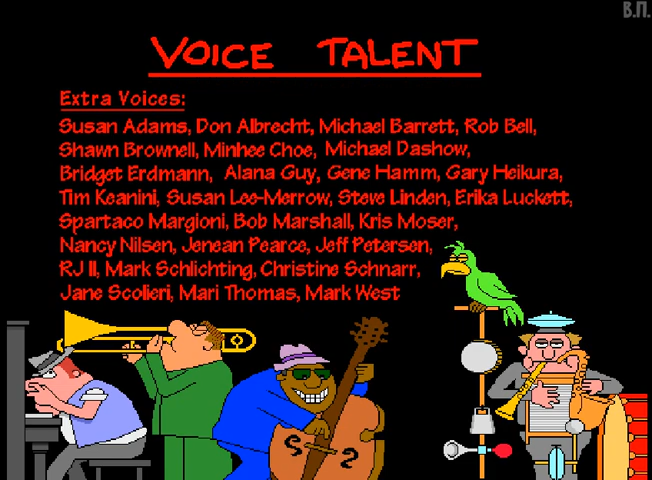 В.П.
VOICE TALENT
Extra Voices:
Susan Adams, Don Albrecht, Michael Barrett, Rob Bell,
Shawn Brownell, Minhee Choe, Michael Dashow,
Bridget Erdmann, Alana Guy, Gene Hamm, Gary Heikura,
Tim Keanini, Susan Lee-Merrow, Steve Linden, Erika Luckett,
Spartaco Margioni, Bob Marshall, Kris Moser,
Nancy Nilsen, Jenean Pearce, Jeff Petersen,
RJ II, Mark Schlichting, Christine Schnarr,
Jane Scolieri, Mari Thomas, Mark West